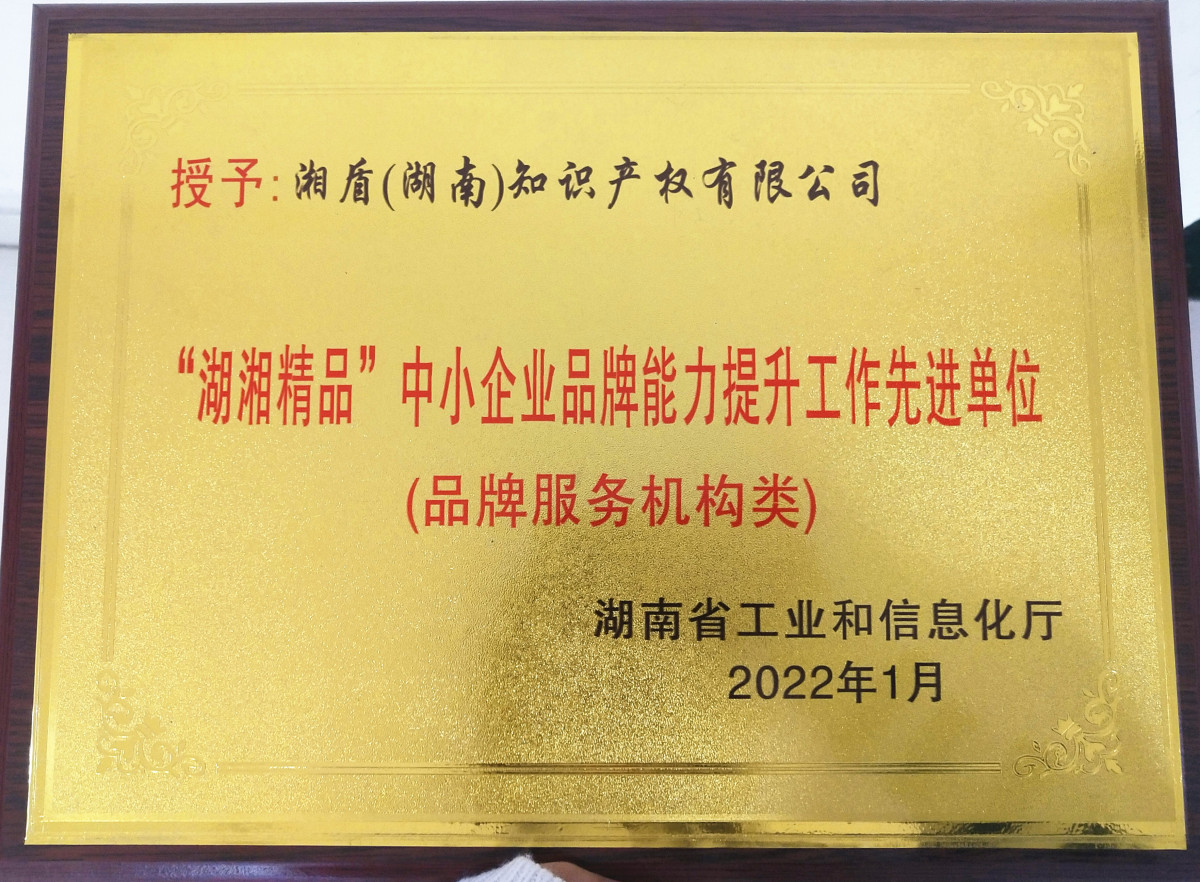 授予:湘盾(湖南)知识产权有限公司
“湖湘精品”中小企业品牌能力提升工作先进单位
(品牌服务机构类)
湖南省工业和信息化厅
2022年1月